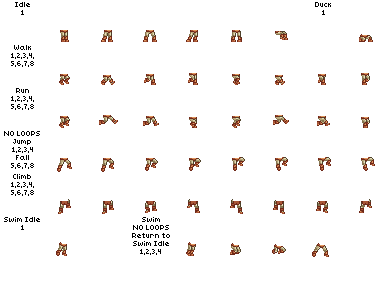 Idle
1
Duck
1
Walk
1,2,3,4,
5,6,7,8
Run
1,2,3,4,
5,6,7,8
NO LOOPS
Jump
1,2,3,4
Fall
5,6,7,8
Climb
1,2,3,4,
5,6,7,8
Swim Idle
1
Swim
NO LOOPS
Return to
Swim Idle
1,2,3,4